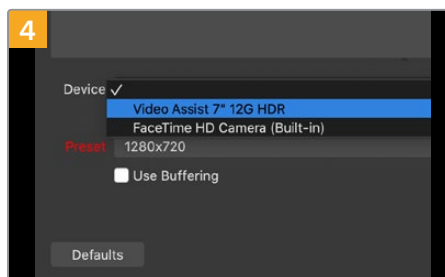 4
Device ✓
Video Assist 7" 12G HDR
FaceTime HD Camera (Built-in)
Preset 1280x720
Use Buffering
Defaults